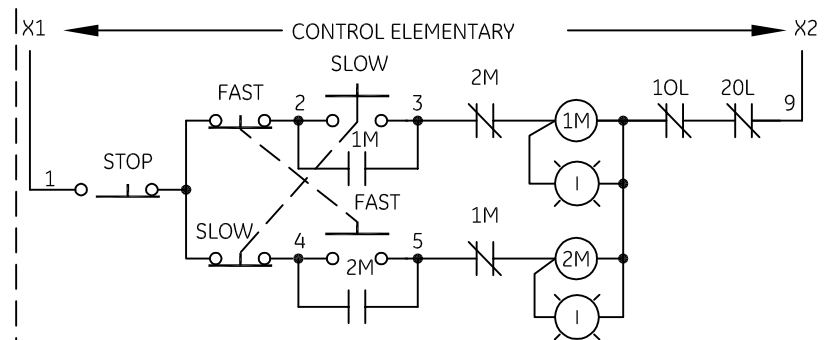 X1
CONTROL ELEMENTARY
X2
SLOW
FAST
2
3
2M
1OL
2OL
9
1M
1M
I
1
STOP
FAST
SLOW
4
5
1M
2M
2M
I